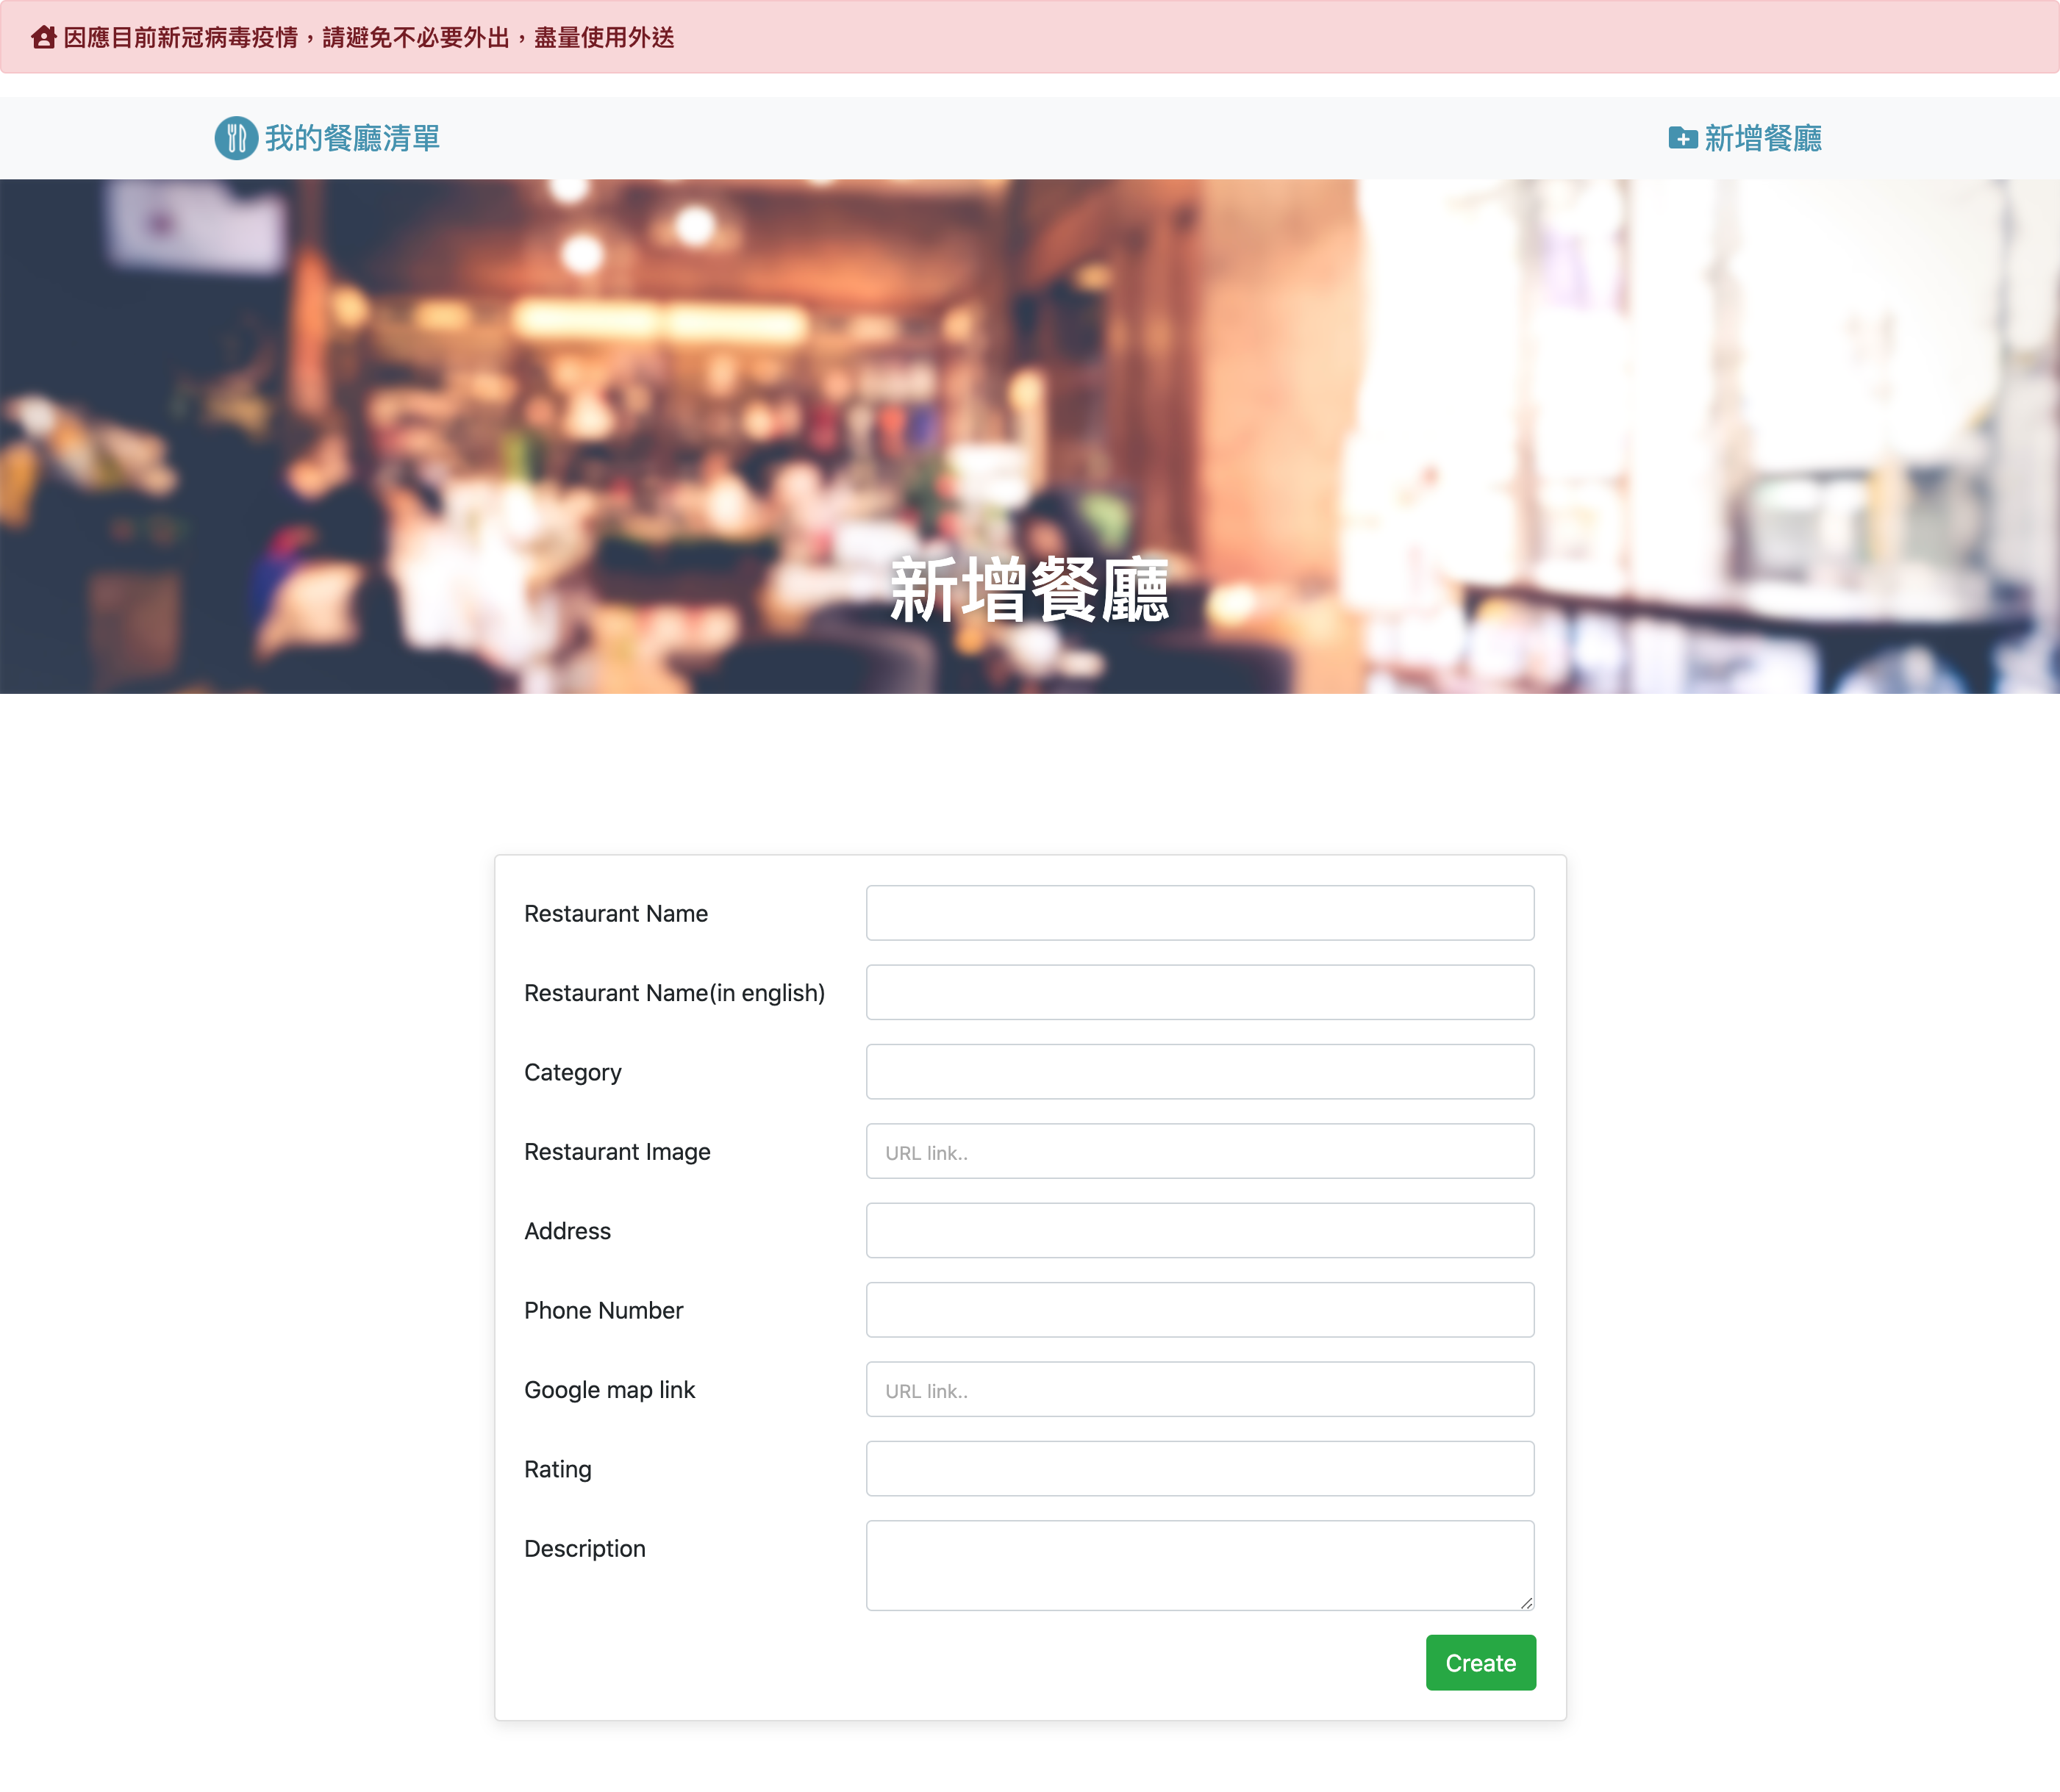 因應目前新冠病毒疫情，請避免不必要外出，盡量使用外送
我的餐廳清單
新增餐廳
新增餐廳
Restaurant Name
Restaurant Name(in english)
Category
Restaurant Image
URL link..
Address
Phone Number
Google map link
URL link..
Rating
Description
Create